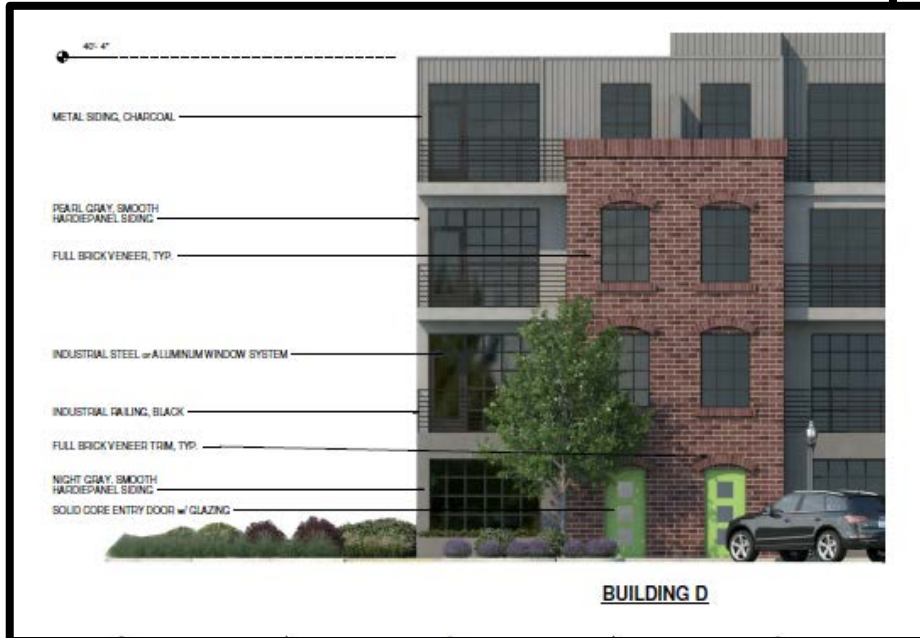 40'- 4"
METAL SIDING, CHARCOAL
PEARL GRAY, SMOOTH
HARDIEPANEL SIDING
FULL BRICK VENEER, TYP.
INDUSTRIAL STEEL or ALUMINUM WINDOW SYSTEM
INDUSTRIAL RAILING, BLACK
FULL BRICK VENEER TRIM, TYP.
NIGHT GRAY, SMOOTH
HARDIEPANEL SIDING
SOLID CORE ENTRY DOOR w/ GLAZING
BUILDING D